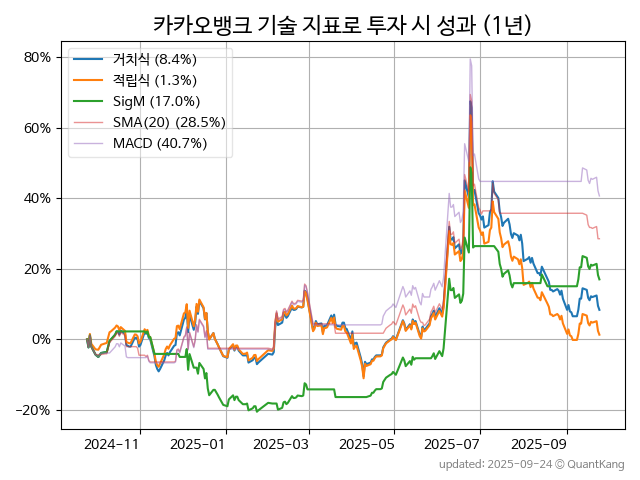 카카오뱅크 기술 지표로 투자 시 성과 (1년)
거치식 (8.4%)
적립식 (1.3%)
SigM (17.0%)
SMA(20) (28.5%)
MACD (40.7%)
80%
60%
40%
20%
0%
−20%
2024-11
2025-01
2025-03
2025-05
2025-07
2025-09
updated: 2025-09-24 © QuantKang